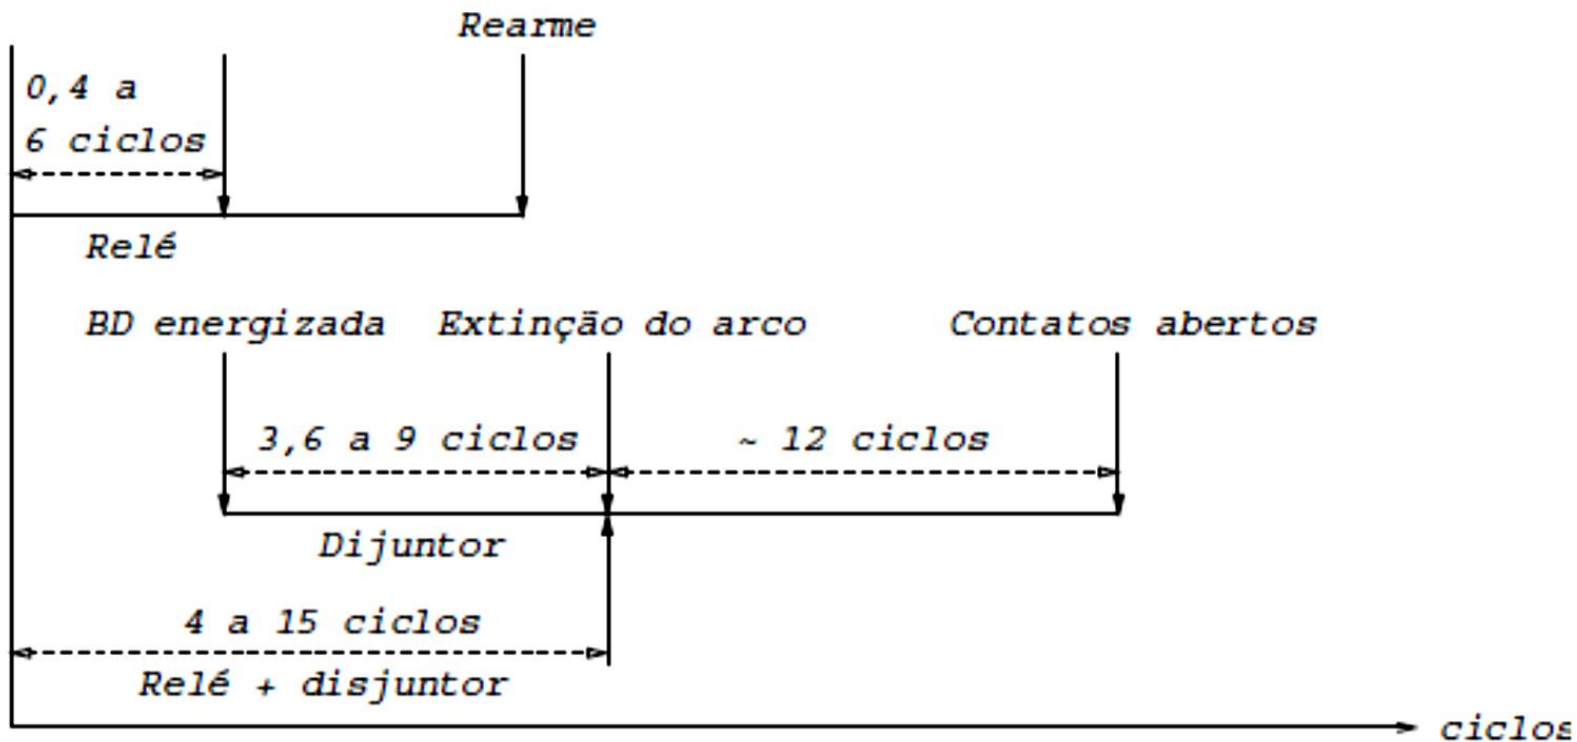 Rearme
0,4 a
6 ciclos
Relé
BD energizada
Extinção do arco
Contatos abertos
3,6 a 9 ciclos
~ 12 ciclos
Dijuntor
4 a 15 ciclos
Relé + disjuntor
ciclos